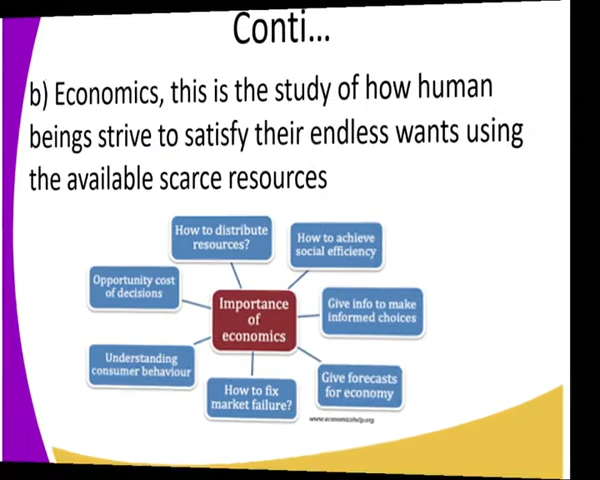 Conti...
b) Economics, this is the study of how human
beings strive to satisfy their endless wants using
the available scarce resources
How to distribute
resources?
How to achieve
social efficiency
Opportunity cost
of decisions
Importance
of
economics
Give info to make
informed choices
Understanding
consumer behaviour
How to fix
market failure?
Give forecasts
for economy
www.economicshelp.org